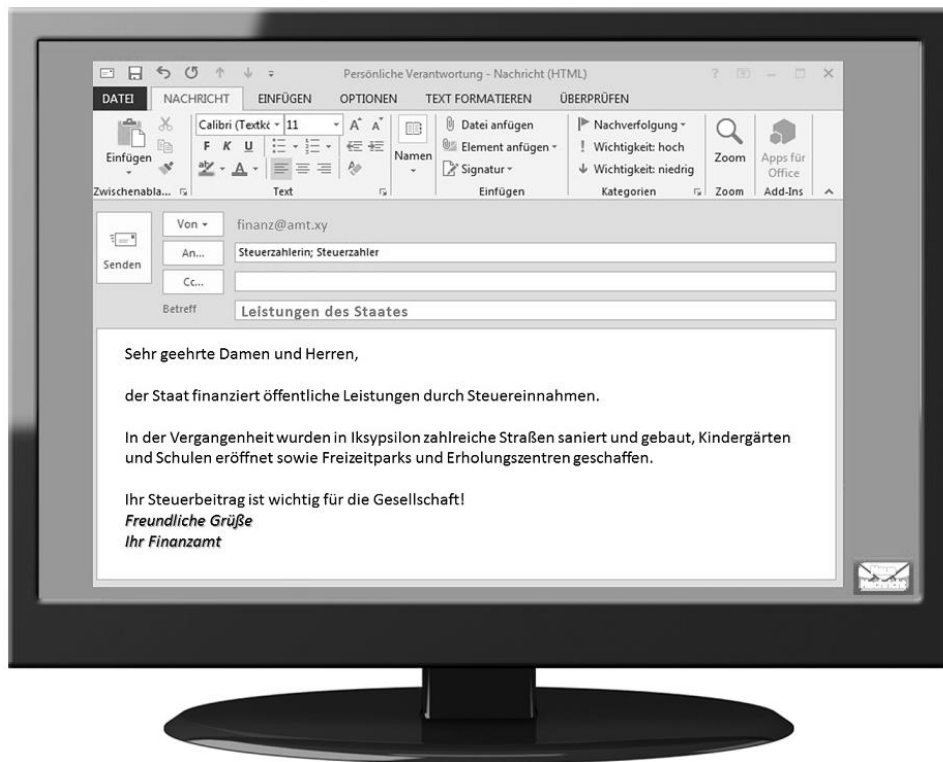 Persönliche Verantwortung - Nachricht (HTML)
DATEI NACHRICHT EINFÜGEN OPTIONEN TEXT FORMATIEREN ÜBERPRÜFEN
Einfügen
Zwischenabla...
Calibri (Textkö 11
F K U
Text
Namen
Datei anfügen
Element anfügen
Signatur
Einfügen
Nachverfolgung
Wichtigkeit: hoch
Wichtigkeit: niedrig
Kategorien
Zoom
Zoom
Apps für
Office
Add-Ins
Senden
Von finanz@amt.xy
An... Steuerzahlerin; Steuerzahler
Cc...
Betreff Leistungen des Staates
Sehr geehrte Damen und Herren,
der Staat finanziert öffentliche Leistungen durch Steuereinnahmen.
In der Vergangenheit wurden in Iksypsilon zahlreiche Straßen saniert und gebaut, Kindergärten
und Schulen eröffnet sowie Freizeitparks und Erholungszentren geschaffen.
Ihr Steuerbeitrag ist wichtig für die Gesellschaft!
Freundliche Grüße
Ihr Finanzamt
Neue
Nachricht